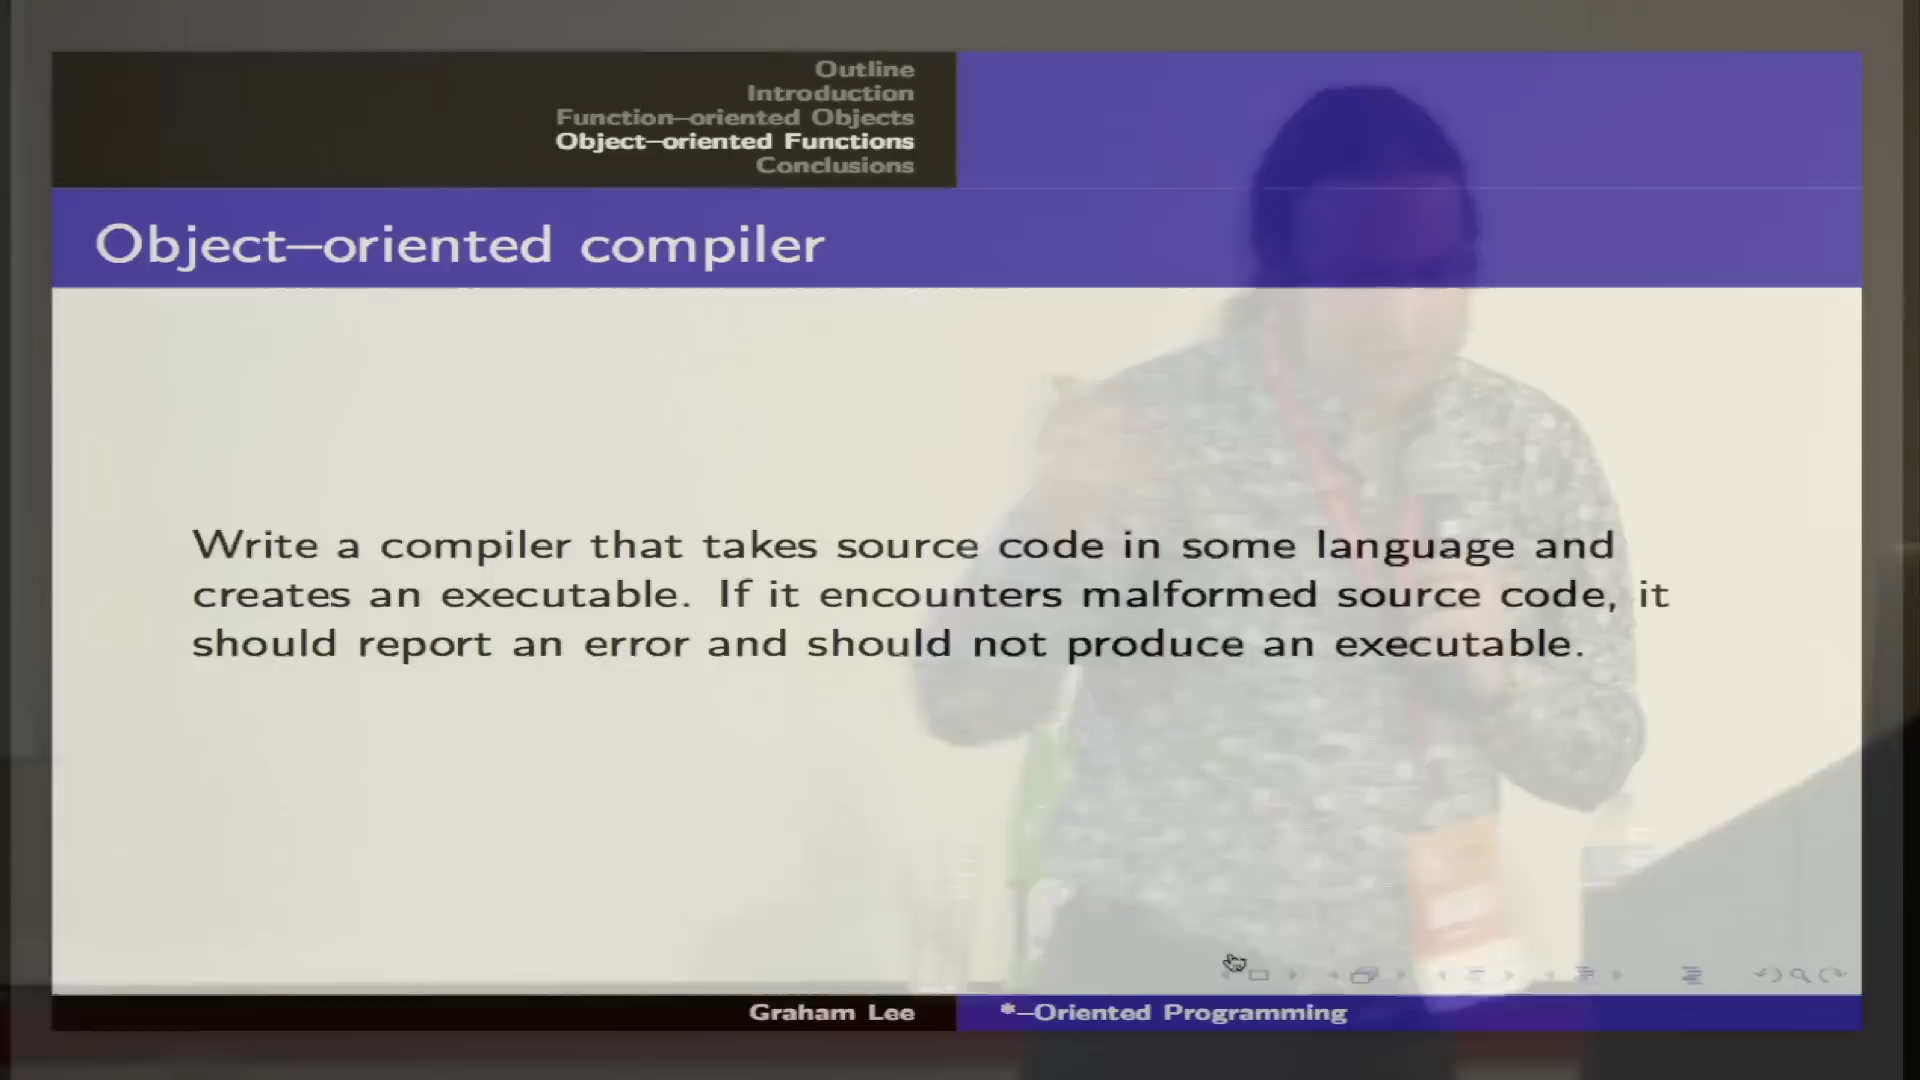 Outline
Introduction
Function–oriented Objects
Object–oriented Functions
Conclusions
Object–oriented compiler
Write a compiler that takes source code in some language and
creates an executable. If it encounters malformed source code, it
should report an error and should not produce an executable.
Graham Lee
*–Oriented Programming